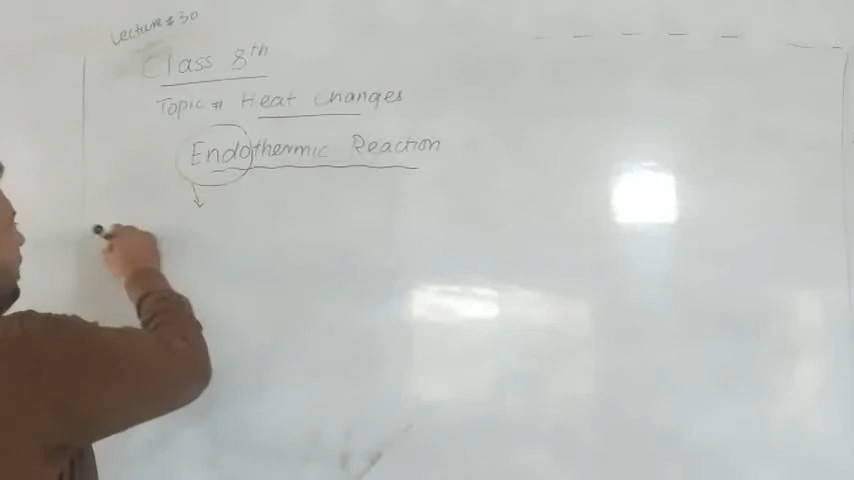 Lecture # 30
Class 8th
Topic # Heat Changes
Endothermic Reaction